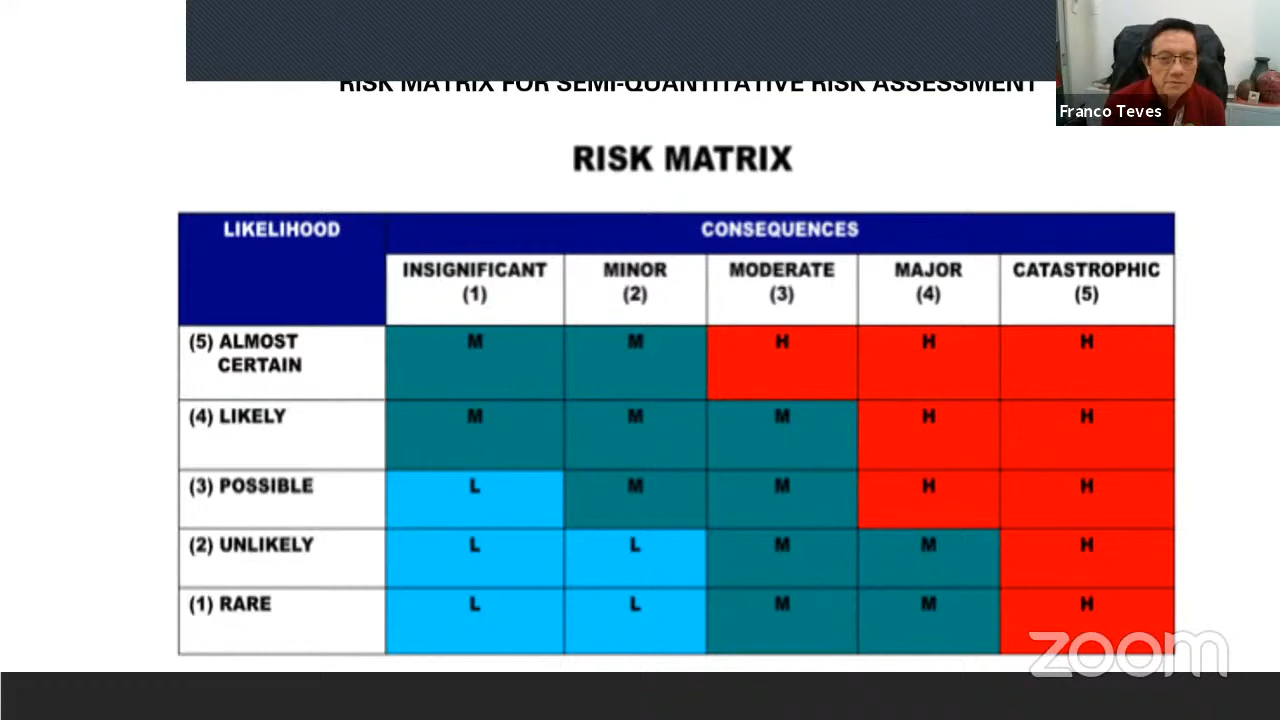 RISK MATRIX FOR SEMI-QUANTITATIVE RISK ASSESSMENT
Franco Teves
RISK MATRIX
LIKELIHOOD CONSEQUENCES
INSIGNIFICANT (1) MINOR (2) MODERATE (3) MAJOR (4) CATASTROPHIC (5)
(5) ALMOST CERTAIN M M H H H
(4) LIKELY M M M H H
(3) POSSIBLE L M M H H
(2) UNLIKELY L L M M H
(1) RARE L L M M H
zoom